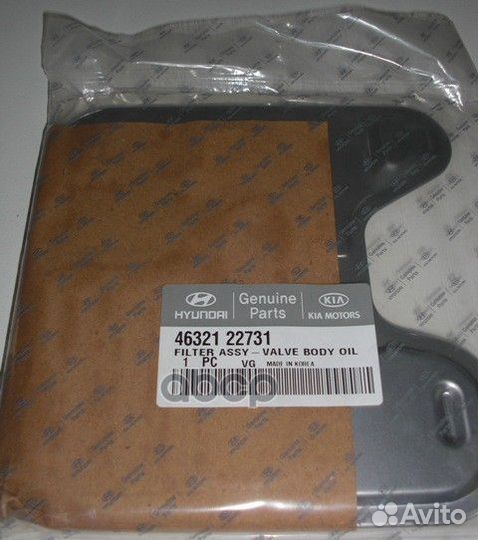 HYUNDAI
Genuine
Parts
KIA
KIA MOTORS
46321 22731
FILTER ASSY-VALVE BODY OIL
1 PC VG MADE IN KOREA
Avito